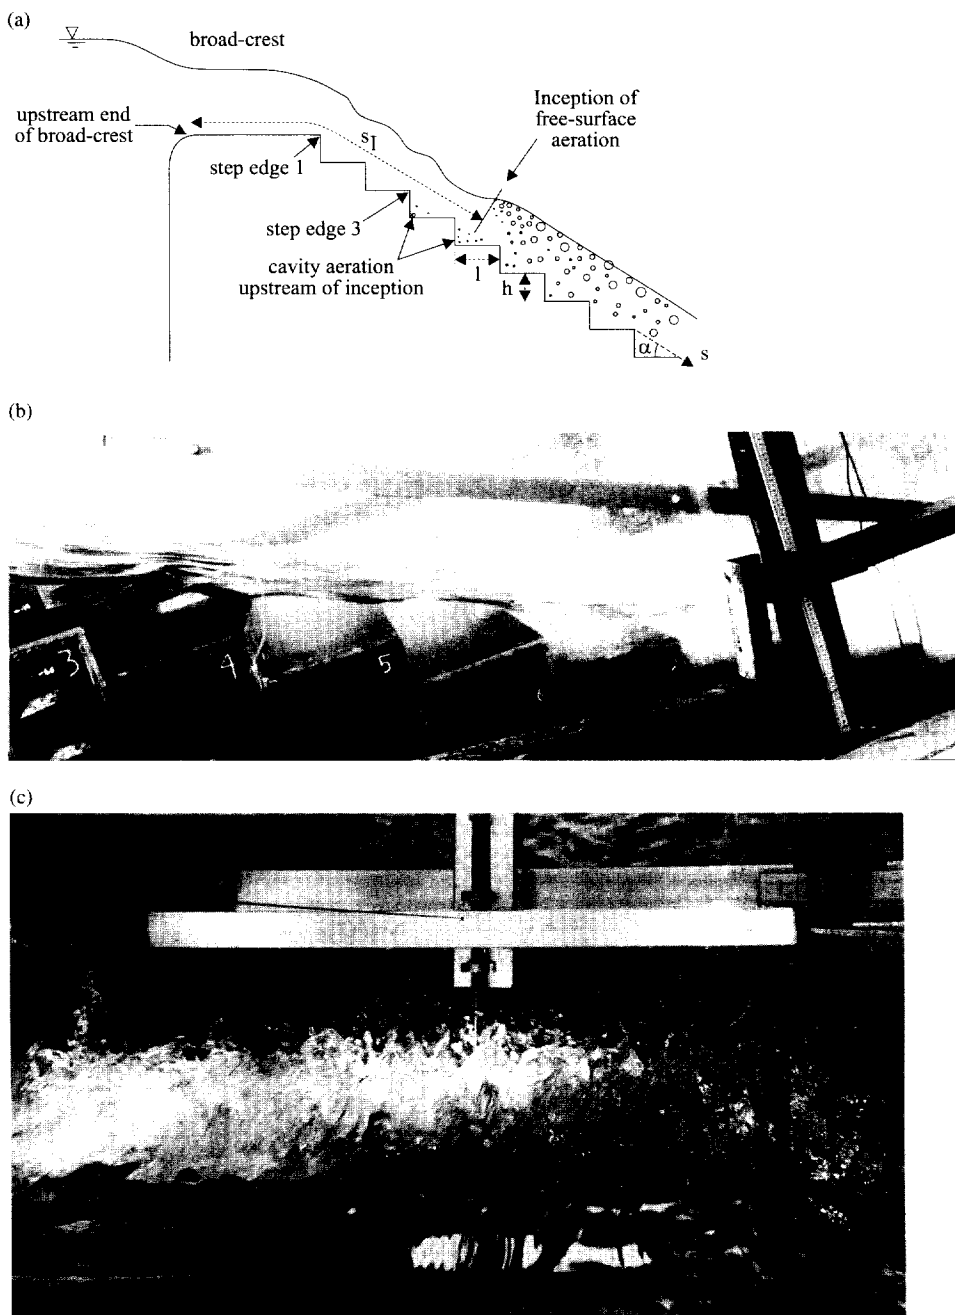 (a)
broad-crest
upstream end
of broad-crest
Inception of
free-surface
aeration
s_I
step edge 1
step edge 3
cavity aeration
upstream of inception
l
h
α
s
(b)
3
4
5
(c)